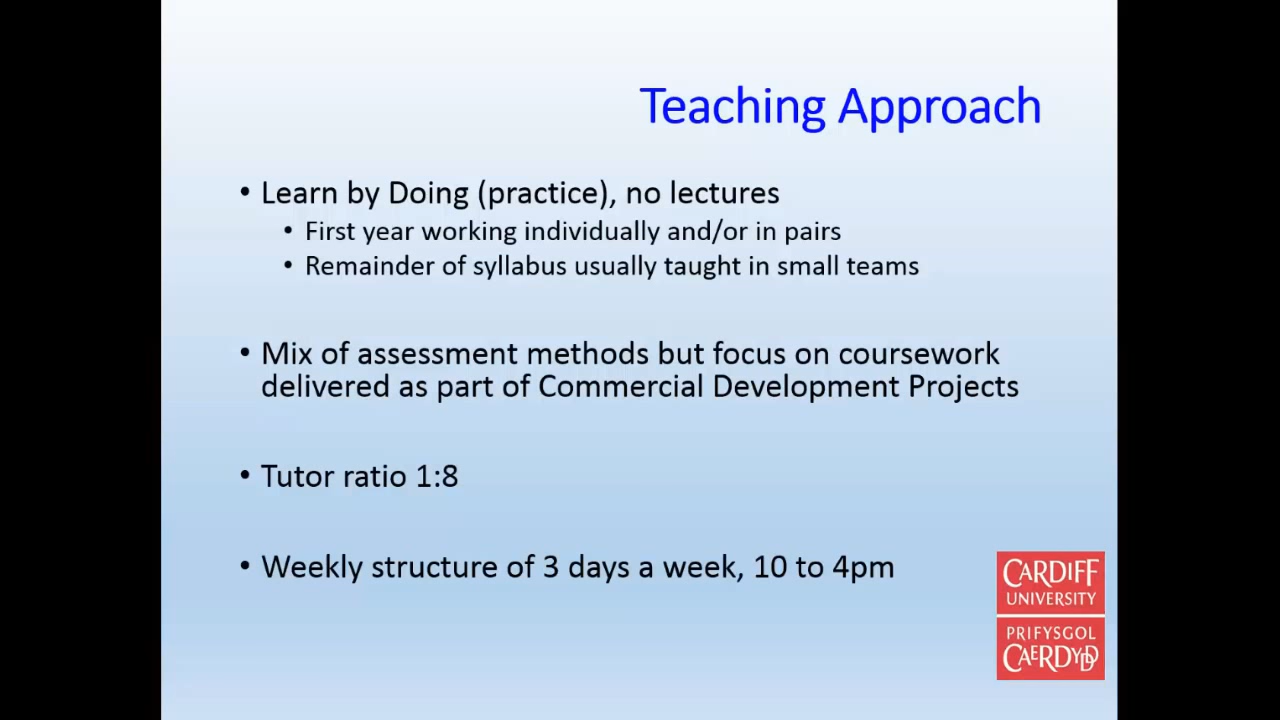 Teaching Approach
• Learn by Doing (practice), no lectures
• First year working individually and/or in pairs
• Remainder of syllabus usually taught in small teams
• Mix of assessment methods but focus on coursework
delivered as part of Commercial Development Projects
• Tutor ratio 1:8
• Weekly structure of 3 days a week, 10 to 4pm
CARDIFF
UNIVERSITY
PRIFYSGOL
CAERDYDD